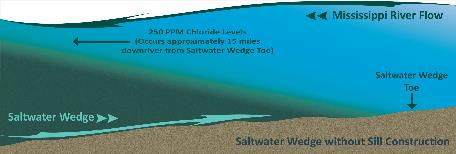 Mississippi River Flow
250 PPM Chloride Levels
(Occurs approximately 15 miles
downriver from Saltwater Wedge Toe)
Saltwater Wedge
Toe
Saltwater Wedge
Saltwater Wedge without Sill Construction